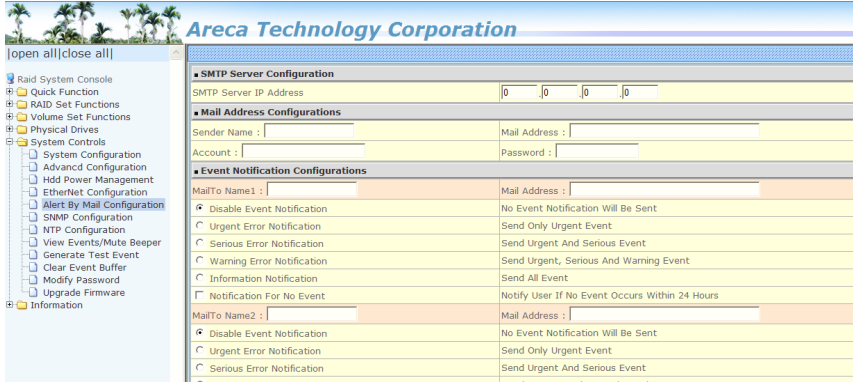 Areca Technology Corporation
|open all|close all|
Raid System Console
Quick Function
RAID Set Functions
Volume Set Functions
Physical Drives
System Controls
System Configuration
Advancd Configuration
Hdd Power Management
EtherNet Configuration
Alert By Mail Configuration
SNMP Configuration
NTP Configuration
View Events/Mute Beeper
Generate Test Event
Clear Event Buffer
Modify Password
Upgrade Firmware
Information
SMTP Server Configuration
SMTP Server IP Address 0 .0 .0 .0
Mail Address Configurations
Sender Name : Mail Address :
Account : Password :
Event Notification Configurations
MailTo Name1 : Mail Address :
Disable Event Notification No Event Notification Will Be Sent
Urgent Error Notification Send Only Urgent Event
Serious Error Notification Send Urgent And Serious Event
Warning Error Notification Send Urgent, Serious And Warning Event
Information Notification Send All Event
Notification For No Event Notify User If No Event Occurs Within 24 Hours
MailTo Name2 : Mail Address :
Disable Event Notification No Event Notification Will Be Sent
Urgent Error Notification Send Only Urgent Event
Serious Error Notification Send Urgent And Serious Event